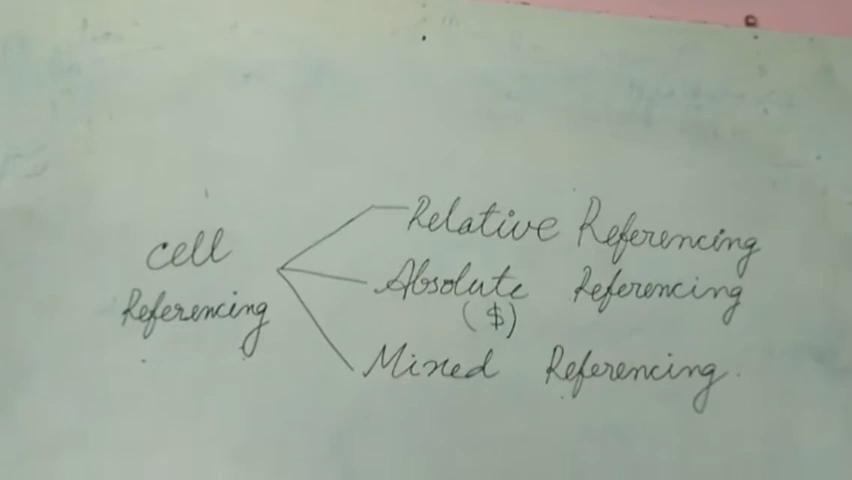 cell
Referencing
Relative Referencing
Absolute Referencing
($)
Mixed Referencing.